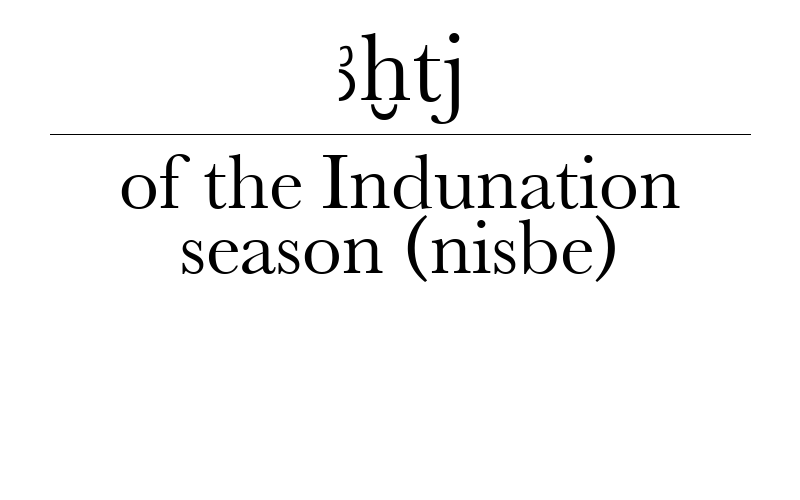 ꜣḫtj
of the Indunation
season (nisbe)